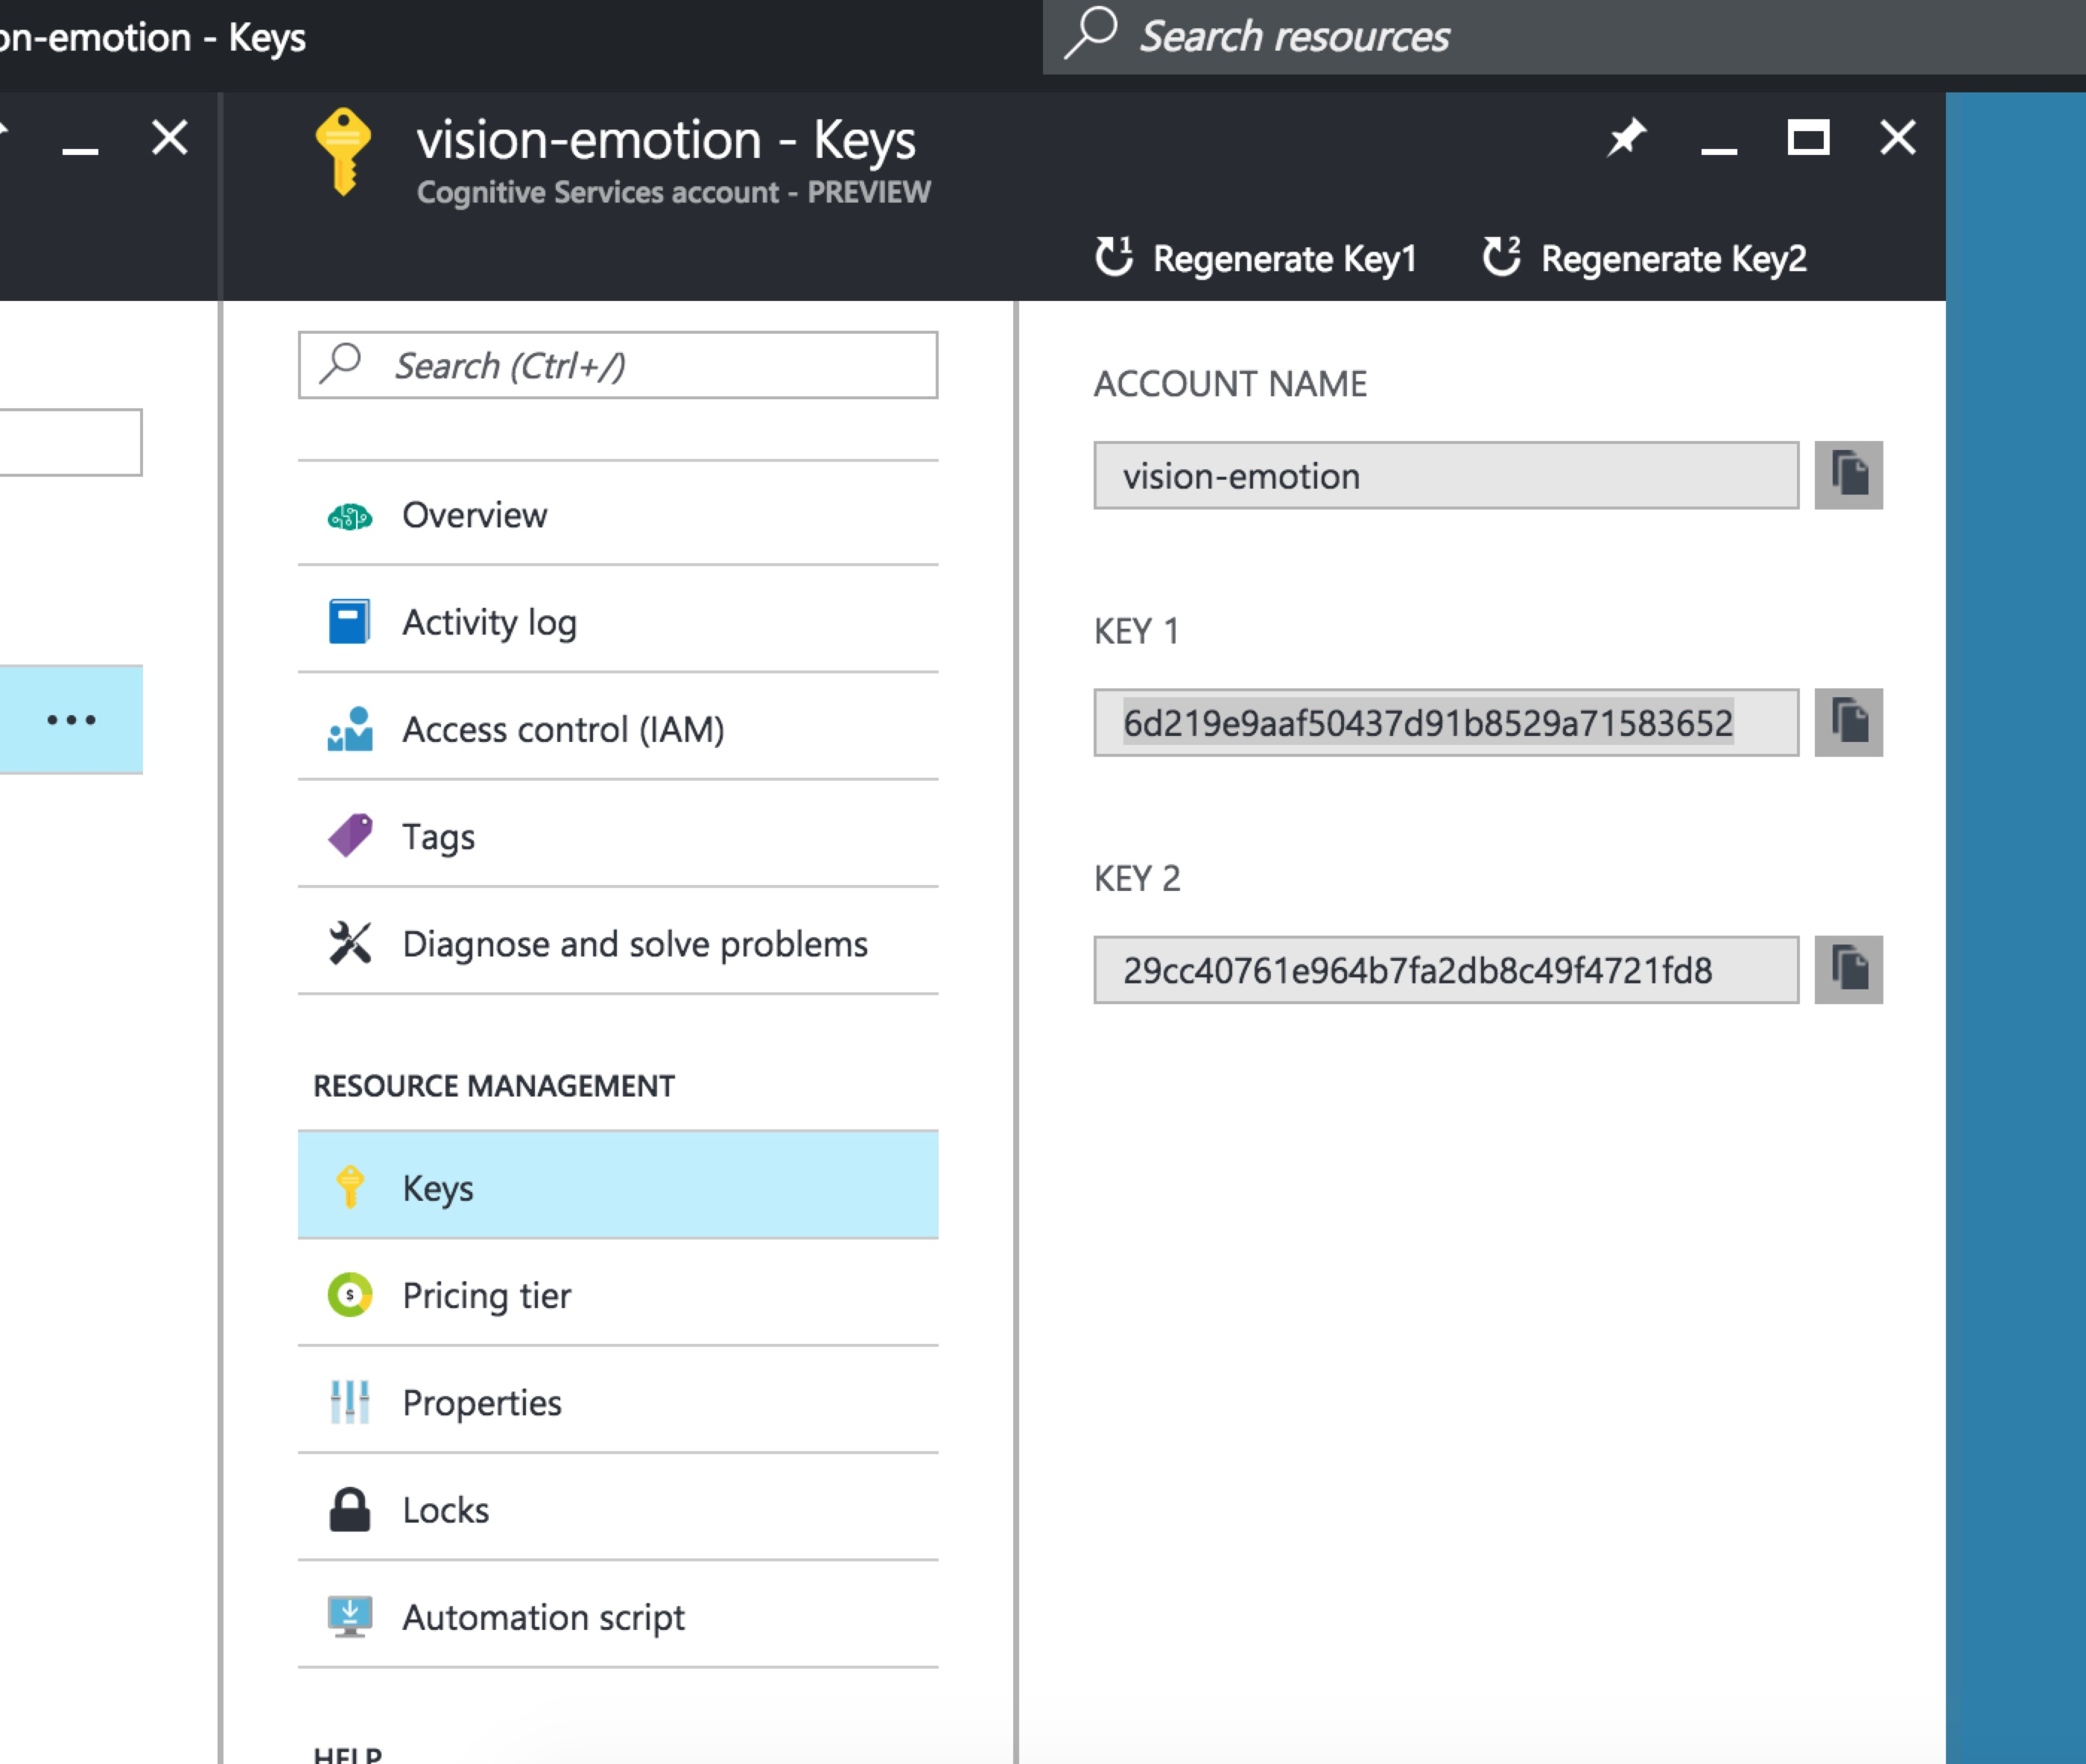 on-emotion - Keys
Search resources
vision-emotion - Keys
Cognitive Services account - PREVIEW
1 Regenerate Key1
2 Regenerate Key2
Search (Ctrl+/)
Overview
Activity log
Access control (IAM)
Tags
Diagnose and solve problems
RESOURCE MANAGEMENT
Keys
$ Pricing tier
Properties
Locks
Automation script
HELP
ACCOUNT NAME
vision-emotion
KEY 1
6d219e9aaf50437d91b8529a71583652
KEY 2
29cc40761e964b7fa2db8c49f4721fd8